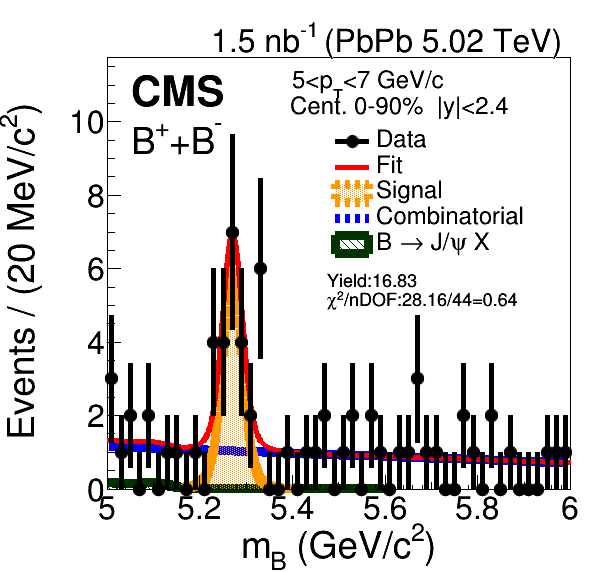 1.5 nb⁻¹ (PbPb 5.02 TeV)
CMS
B⁺+B⁻
5<p_T<7 GeV/c
Cent. 0-90% |y|<2.4
Data
Fit
Signal
Combinatorial
B → J/ψ X
Yield:16.83
χ²/nDOF:28.16/44=0.64
Events / (20 MeV/c²)
10
8
6
4
2
0
5 5.2 5.4 5.6 5.8 6
m_B (GeV/c²)